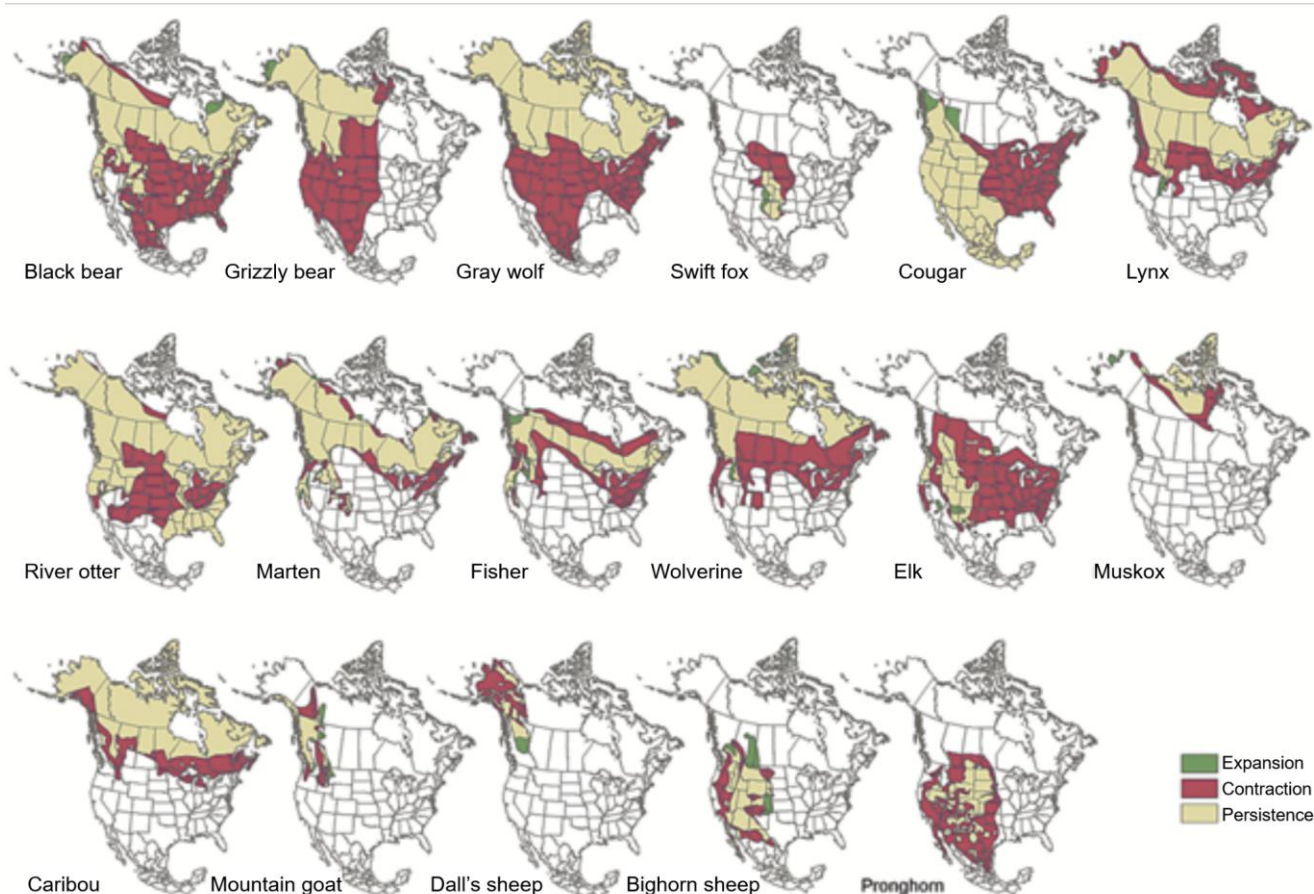 Black bear
Grizzly bear
Gray wolf
Swift fox
Cougar
Lynx
River otter
Marten
Fisher
Wolverine
Elk
Muskox
Expansion
Contraction
Persistence
Caribou
Mountain goat
Dall's sheep
Bighorn sheep
Pronghorn